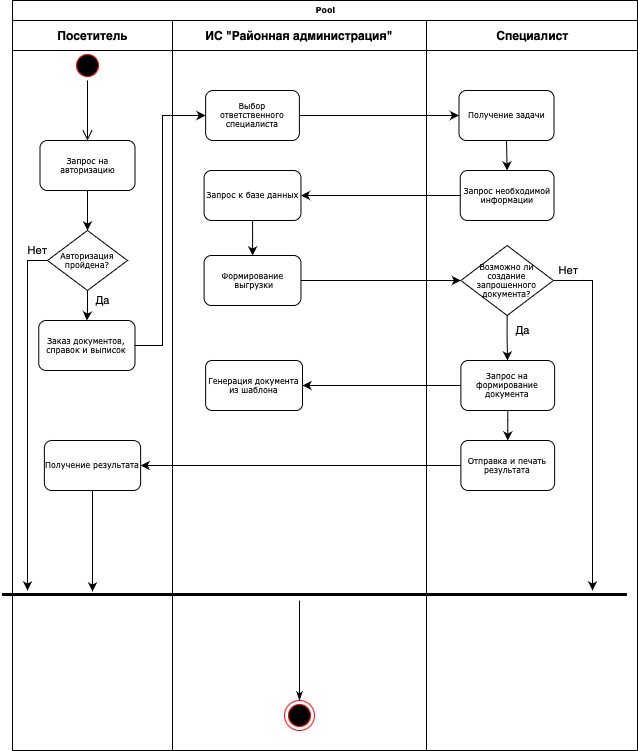 Pool
Посетитель
ИС "Районная администрация"
Специалист
Выбор
ответственного
специалиста
Получение задачи
Запрос на
авторизацию
Запрос к базе данных
Запрос необходимой
информации
Нет
Авторизация
пройдена?
Да
Формирование
выгрузки
Возможно ли
создание
запрошенного
документа?
Нет
Да
Заказ документов,
справок и выписок
Генерация документа
из шаблона
Запрос на
формирование
документа
Получение результата
Отправка и печать
результата